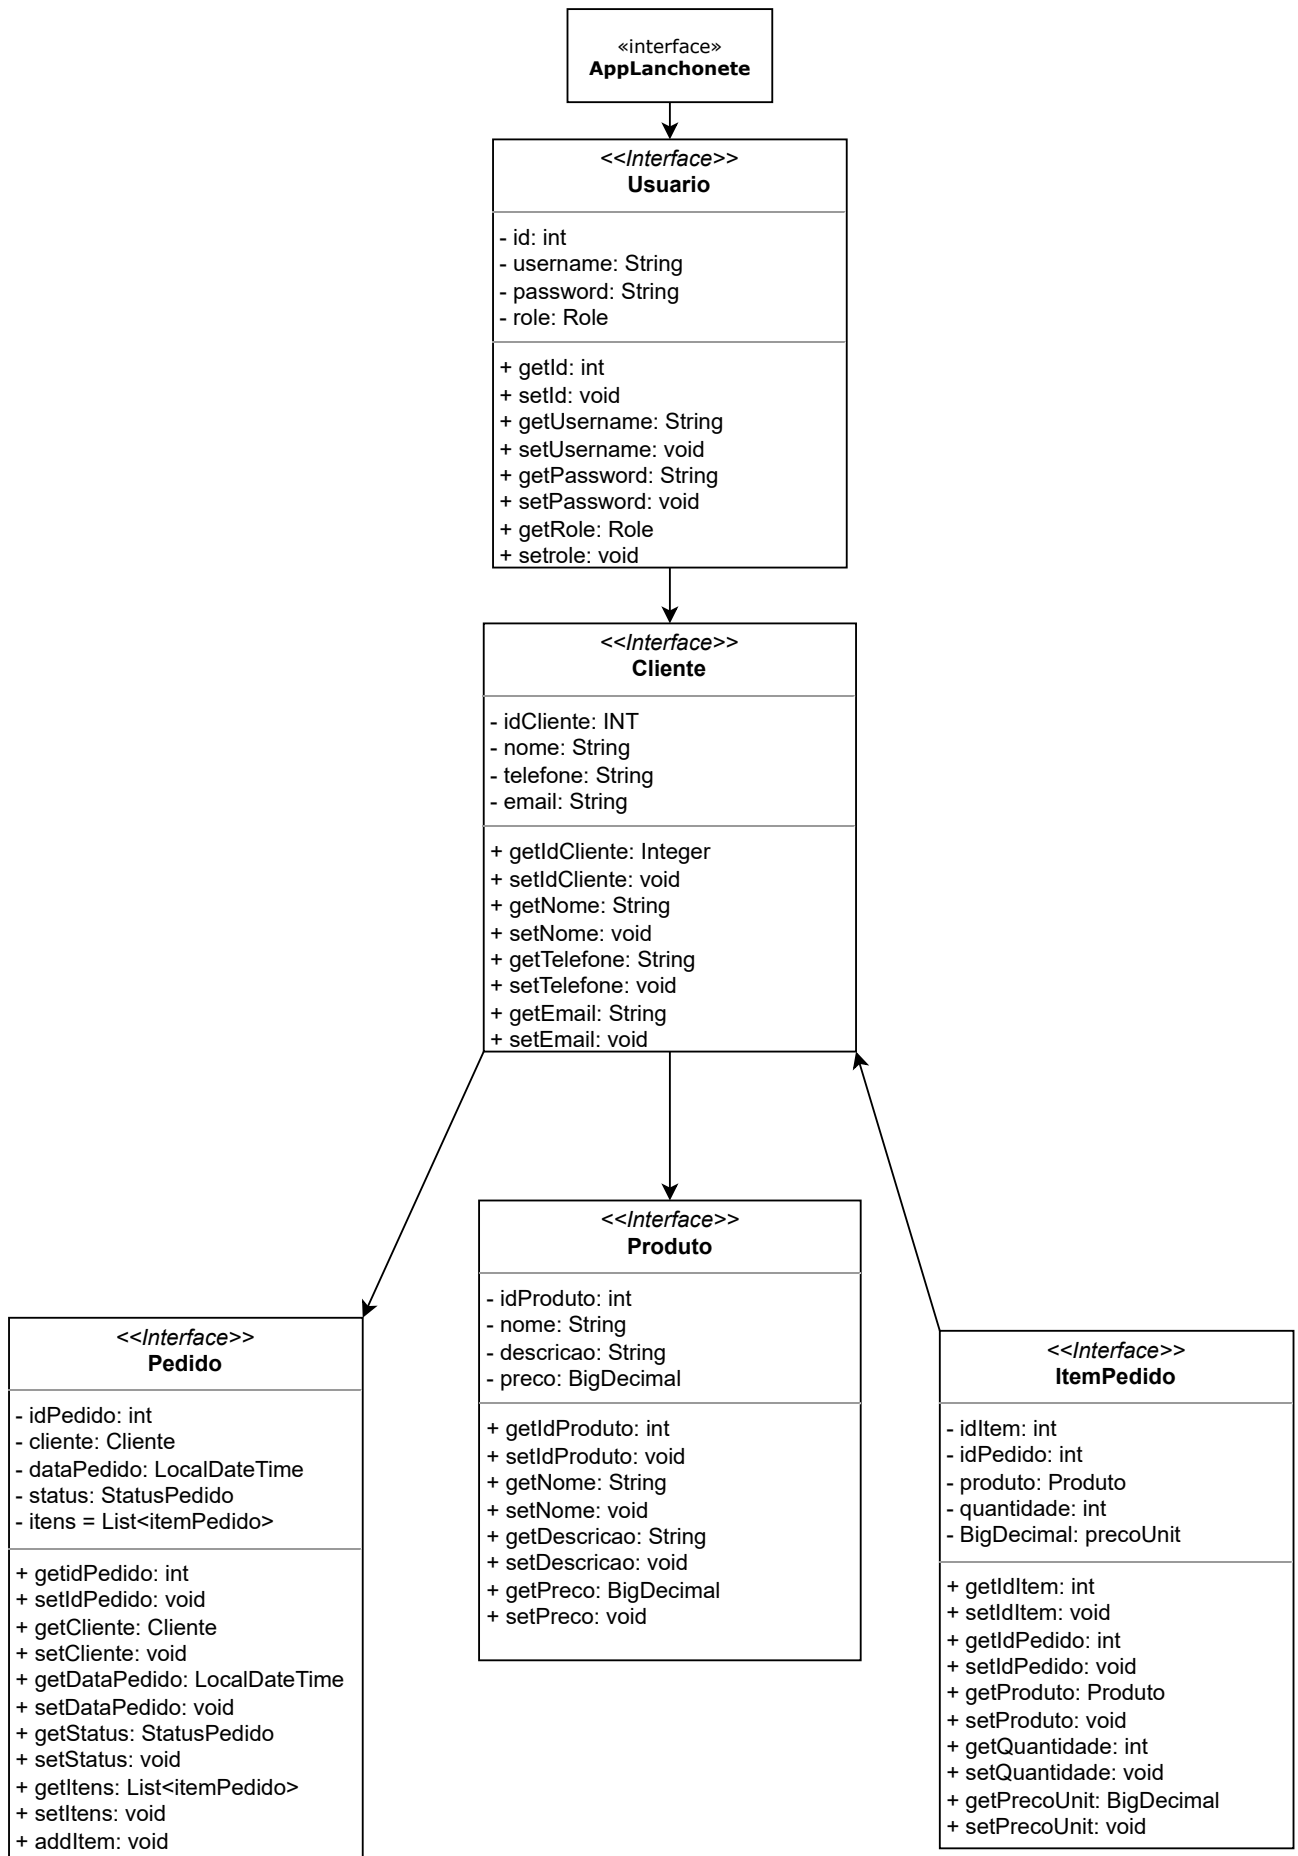 «interface»
AppLanchonete
<<Interface>>
Usuario
- id: int
- username: String
- password: String
- role: Role
+ getId: int
+ setId: void
+ getUsername: String
+ setUsername: void
+ getPassword: String
+ setPassword: void
+ getRole: Role
+ setrole: void
<<Interface>>
Cliente
- idCliente: INT
- nome: String
- telefone: String
- email: String
+ getIdCliente: Integer
+ setIdCliente: void
+ getNome: String
+ setNome: void
+ getTelefone: String
+ setTelefone: void
+ getEmail: String
+ setEmail: void
<<Interface>>
Pedido
- idPedido: int
- cliente: Cliente
- dataPedido: LocalDateTime
- status: StatusPedido
- itens = List<itemPedido>
+ getidPedido: int
+ setIdPedido: void
+ getCliente: Cliente
+ setCliente: void
+ getDataPedido: LocalDateTime
+ setDataPedido: void
+ getStatus: StatusPedido
+ setStatus: void
+ getItens: List<itemPedido>
+ setItens: void
+ addItem: void
<<Interface>>
Produto
- idProduto: int
- nome: String
- descricao: String
- preco: BigDecimal
+ getIdProduto: int
+ setIdProduto: void
+ getNome: String
+ setNome: void
+ getDescricao: String
+ setDescricao: void
+ getPreco: BigDecimal
+ setPreco: void
<<Interface>>
ItemPedido
- idItem: int
- idPedido: int
- produto: Produto
- quantidade: int
- BigDecimal: precoUnit
+ getIdItem: int
+ setIdItem: void
+ getIdPedido: int
+ setIdPedido: void
+ getProduto: Produto
+ setProduto: void
+ getQuantidade: int
+ setQuantidade: void
+ getPrecoUnit: BigDecimal
+ setPrecoUnit: void